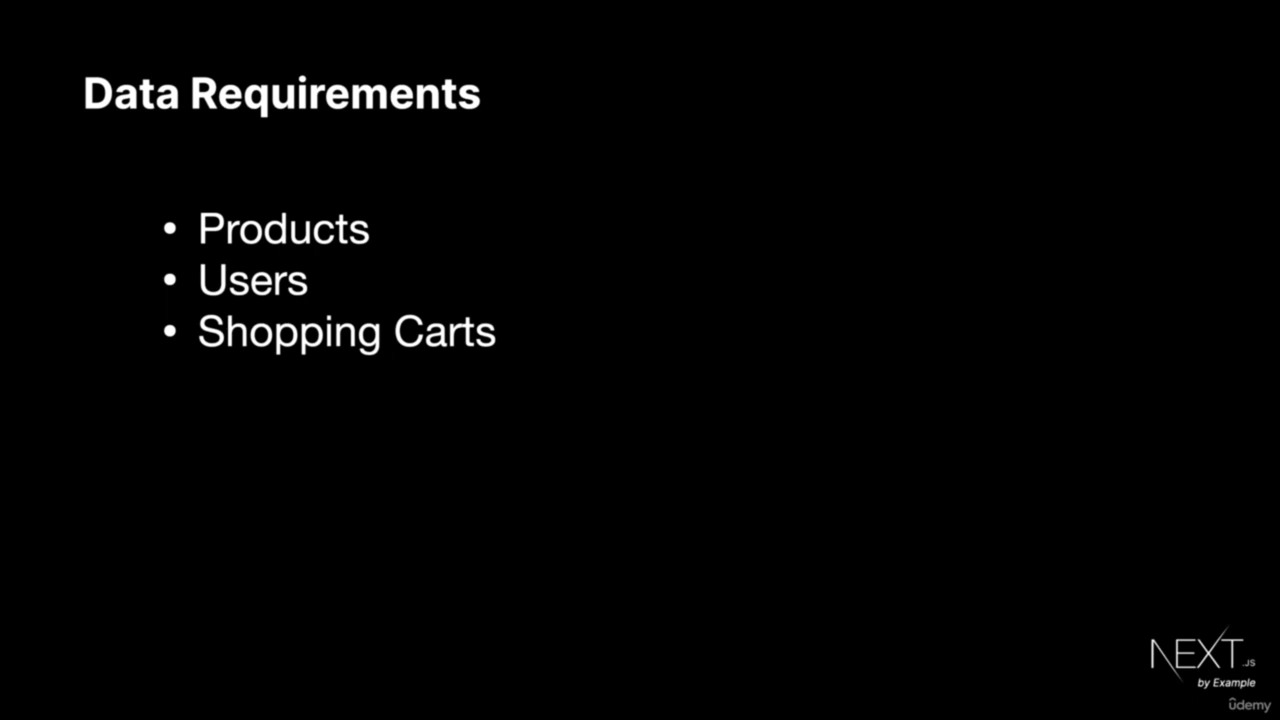 Data Requirements
• Products
• Users
• Shopping Carts
NEXT.JS
by Example
ûdemy